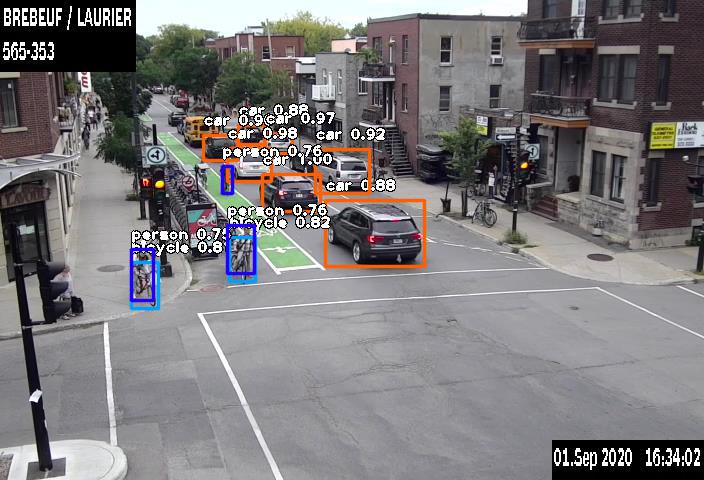 BREBEUF / LAURIER
565-353
car 0.88
car 0.9
car 0.97
car 0.98
car 0.92
person 0.76
car 1.00
car 0.88
person 0.76
bicycle 0.82
person 0.7
bicycle 0.8
01.Sep 2020 16:34:02